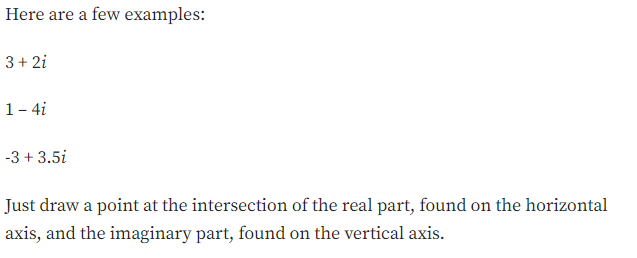 Here are a few examples:
3 + 2i
1 – 4i
-3 + 3.5i
Just draw a point at the intersection of the real part, found on the horizontal
axis, and the imaginary part, found on the vertical axis.